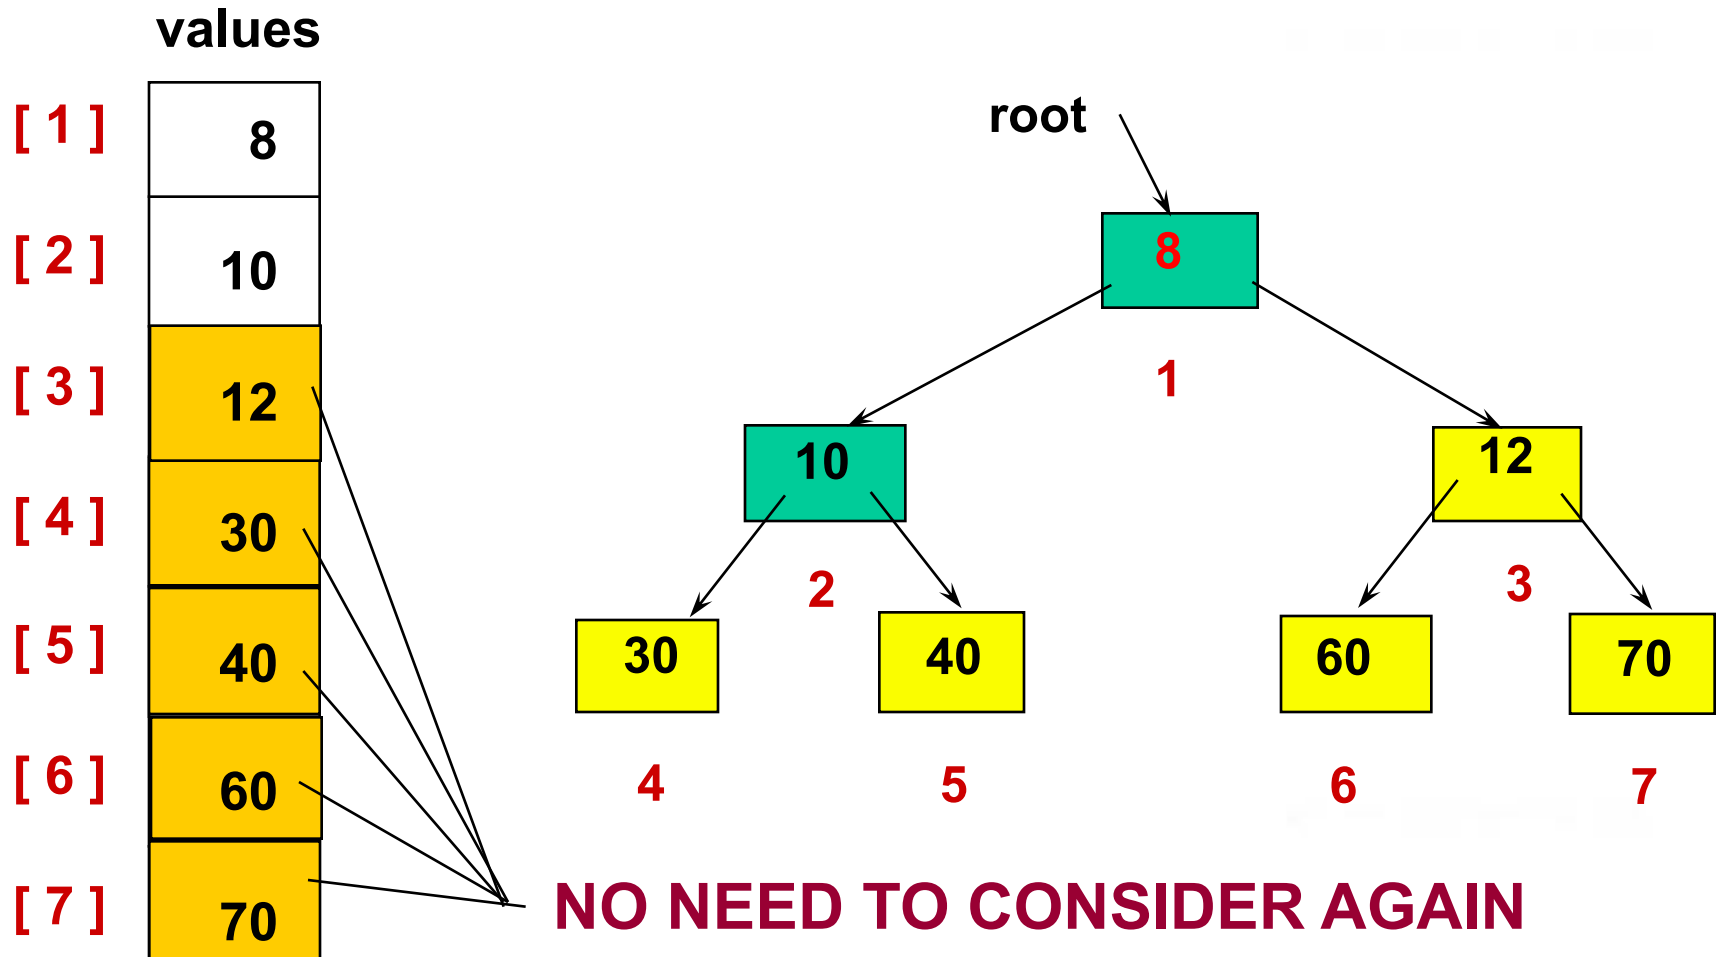 values
[ 1 ] 8
[ 2 ] 10
[ 3 ] 12
[ 4 ] 30
[ 5 ] 40
[ 6 ] 60
[ 7 ] 70
root
8
1
10 12
2 3
30 40 60 70
4 5 6 7
NO NEED TO CONSIDER AGAIN